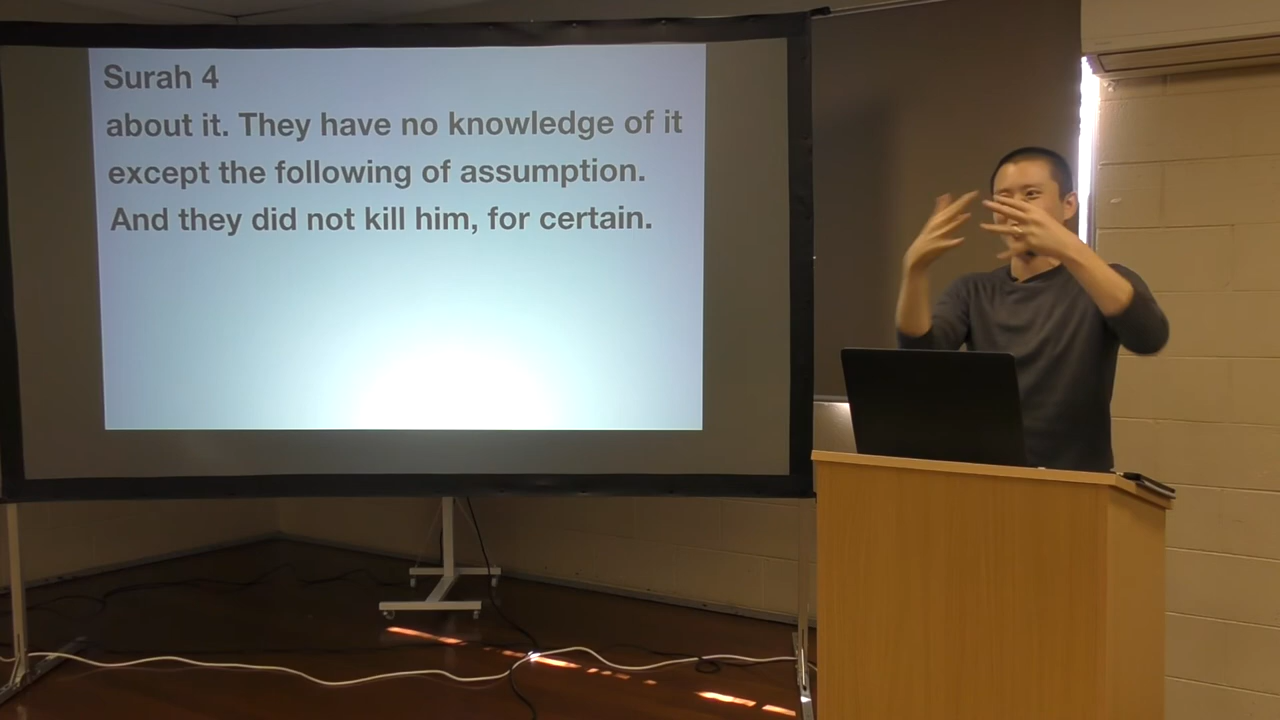 Surah 4
about it. They have no knowledge of it
except the following of assumption.
And they did not kill him, for certain.